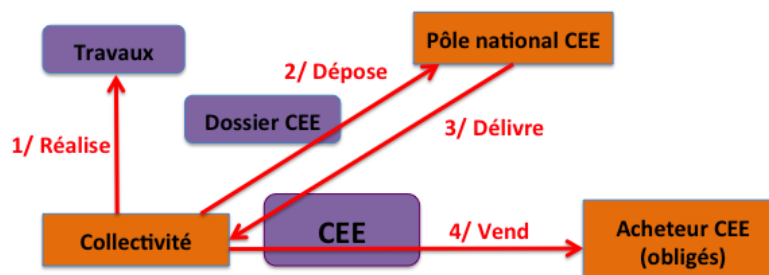 Travaux
Pôle national CEE
2/ Dépose
Dossier CEE
3/ Délivre
1/ Réalise
Collectivité
CEE
4/ Vend
Acheteur CEE
(obligés)